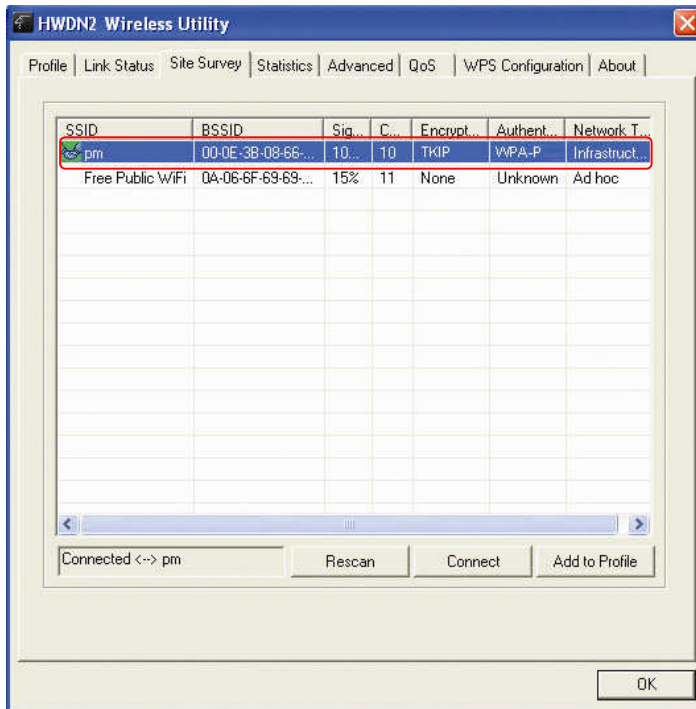 HWDN2 Wireless Utility
Profile Link Status Site Survey Statistics Advanced QoS WPS Configuration About
SSID BSSID Sig... C... Encrypt... Authent... Network T...
pm 00-0E-3B-08-66-... 10... 10 TKIP WPA-P Infrastruct...
Free Public WiFi 0A-06-6F-69-69-... 15% 11 None Unknown Ad hoc
Connected <--> pm Rescan Connect Add to Profile
OK